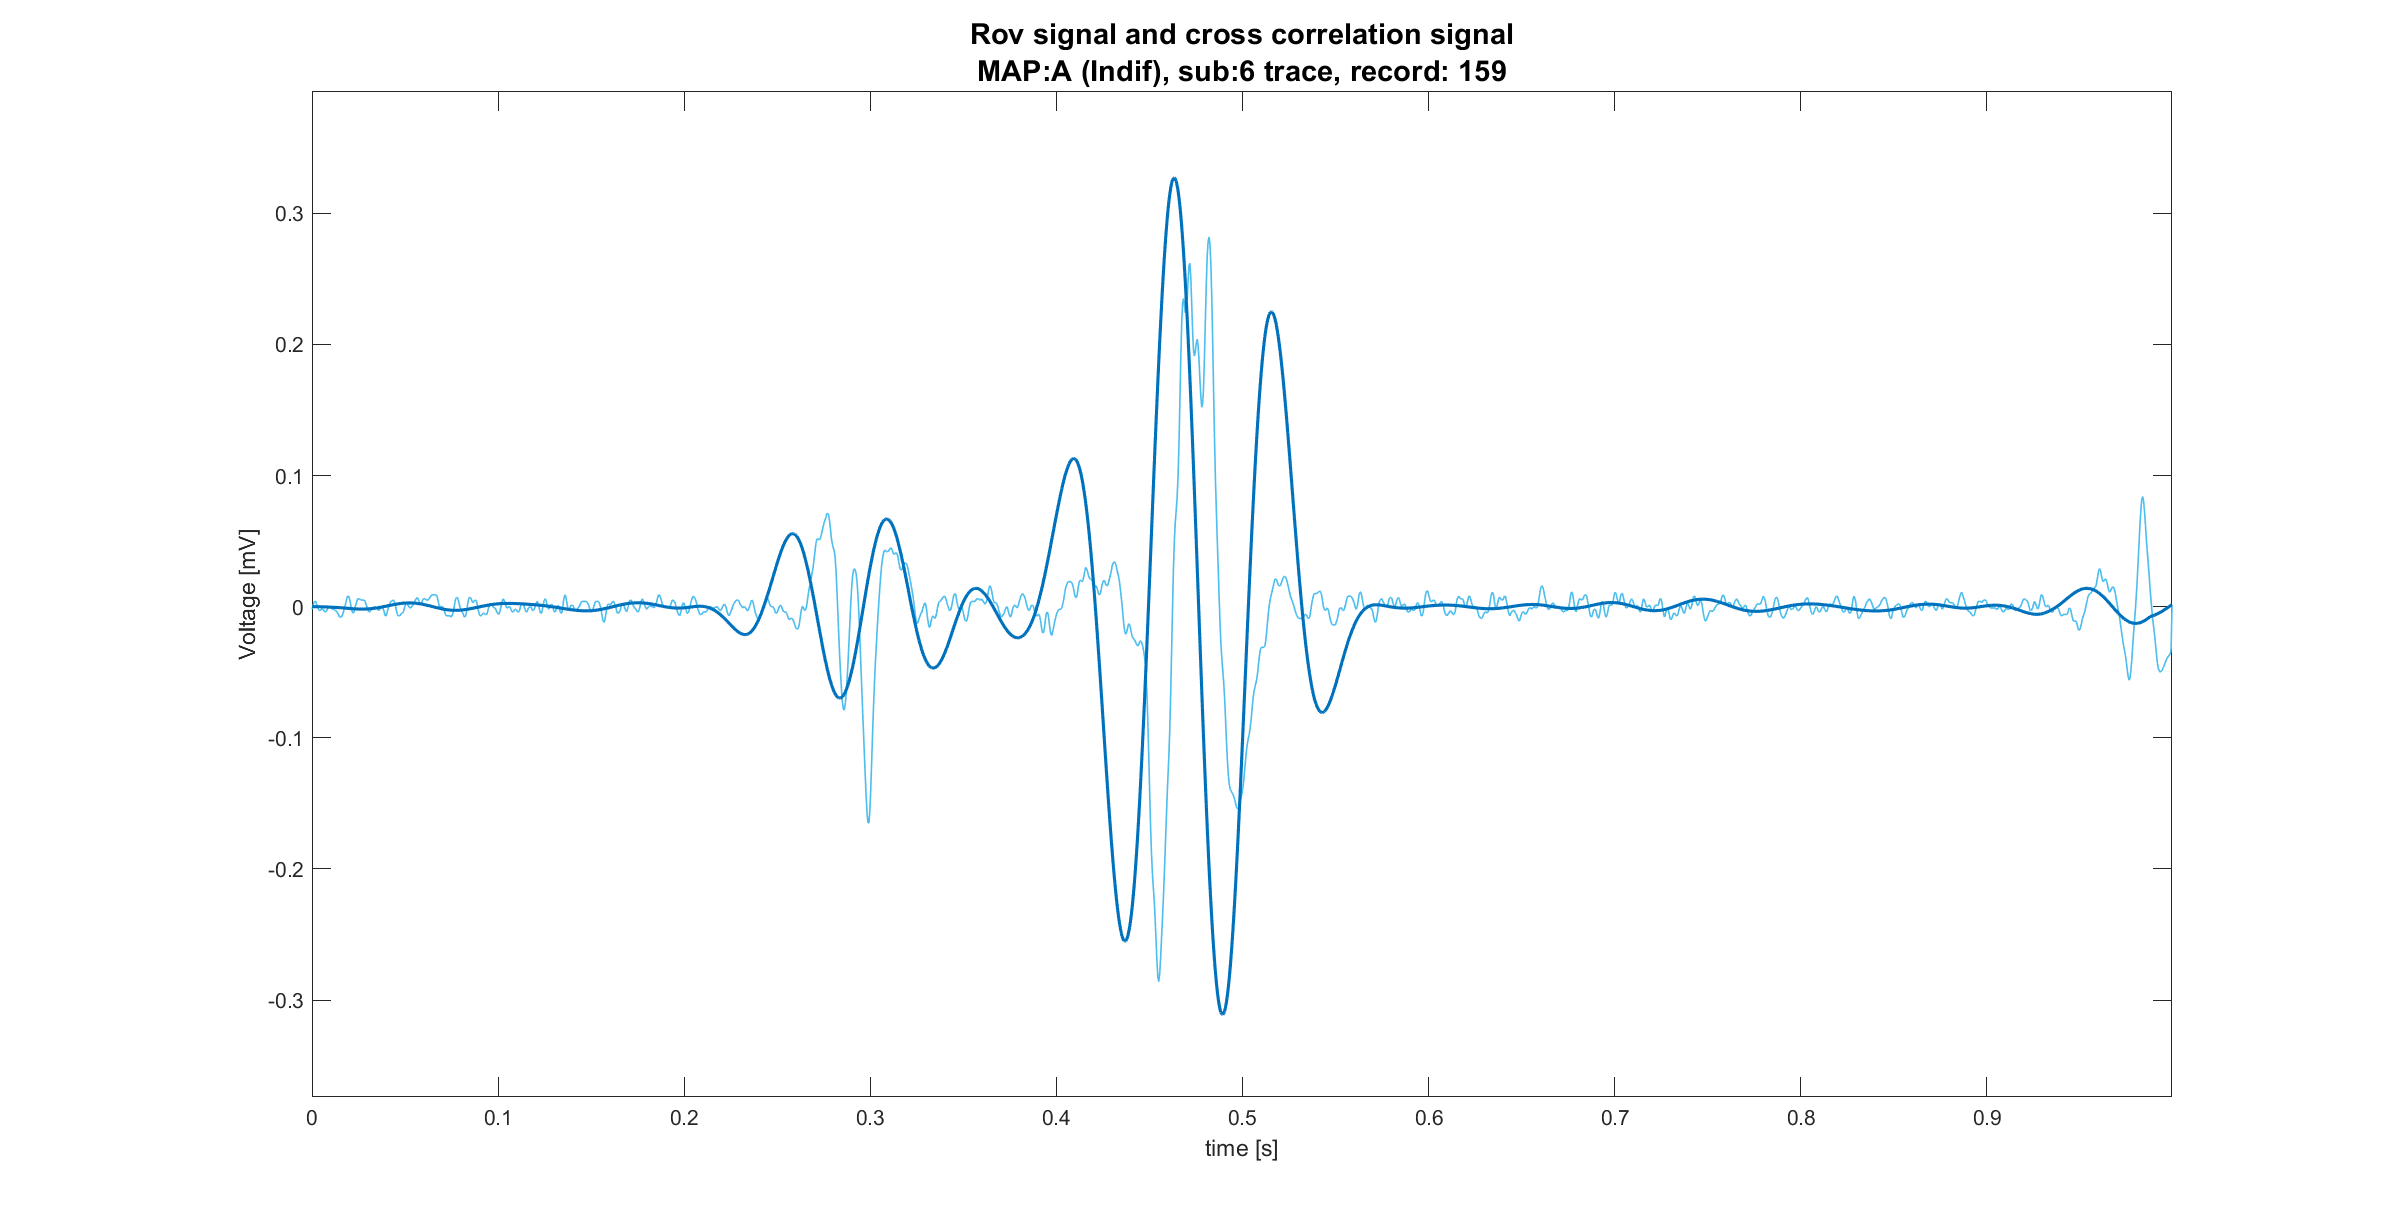 Rov signal and cross correlation signal
MAP:A (Indif), sub:6 trace, record: 159
Voltage [mV]
0.3
0.2
0.1
0
-0.1
-0.2
-0.3
0 0.1 0.2 0.3 0.4 0.5 0.6 0.7 0.8 0.9
time [s]